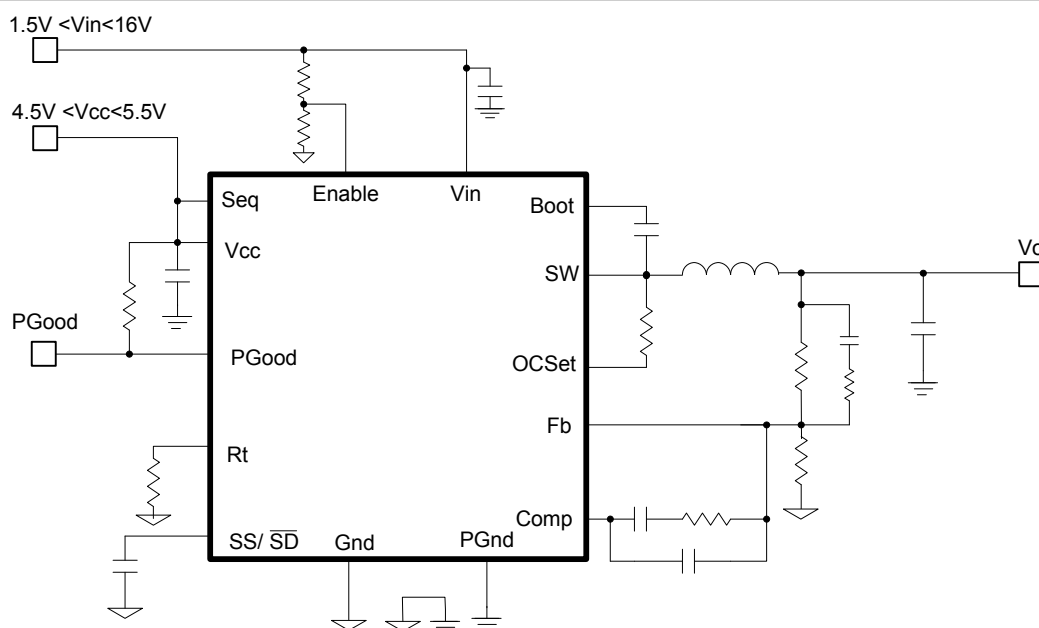 1.5V <Vin<16V
4.5V <Vcc<5.5V
Enable
Vin
Seq
Boot
Vcc
SW
Vo
PGood
PGood
OCSet
Fb
Rt
Comp
SS/ SD
Gnd
PGnd